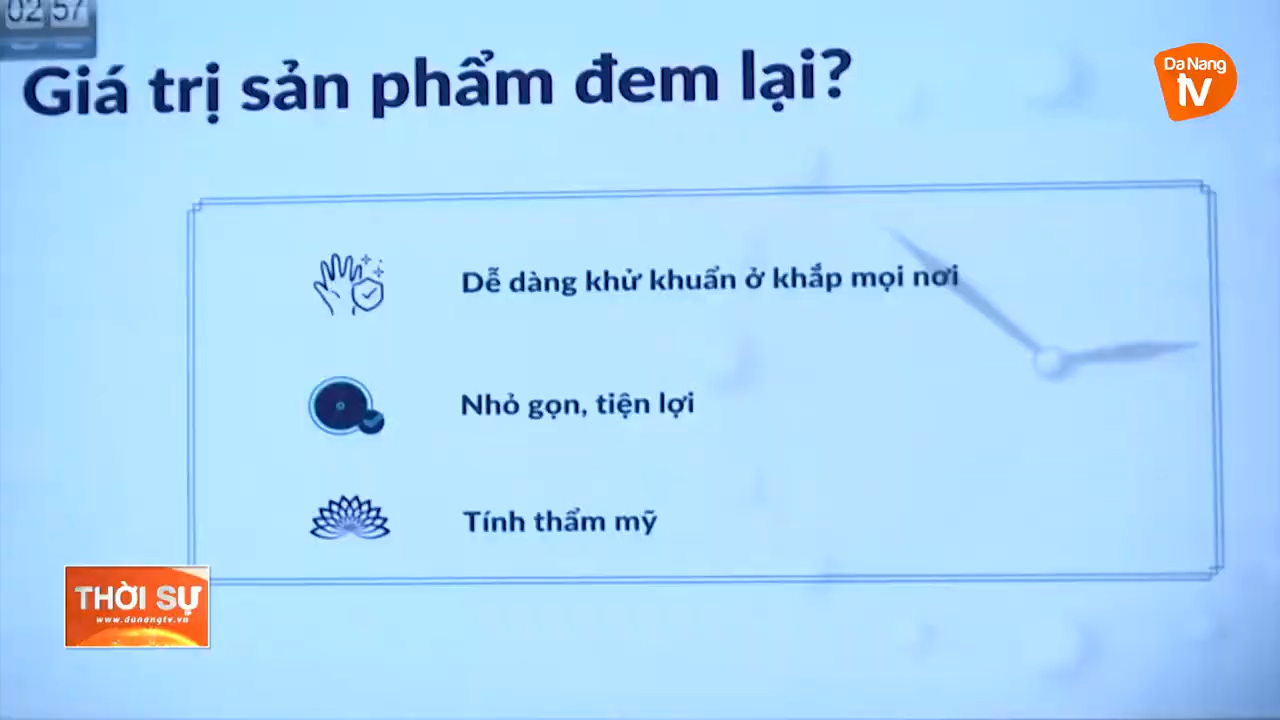 02 57
Giá trị sản phẩm đem lại?
Da Nang
tv
Dễ dàng khử khuẩn ở khắp mọi nơi
Nhỏ gọn, tiện lợi
Tính thẩm mỹ
THỜI SỰ
www.danangtv.vn